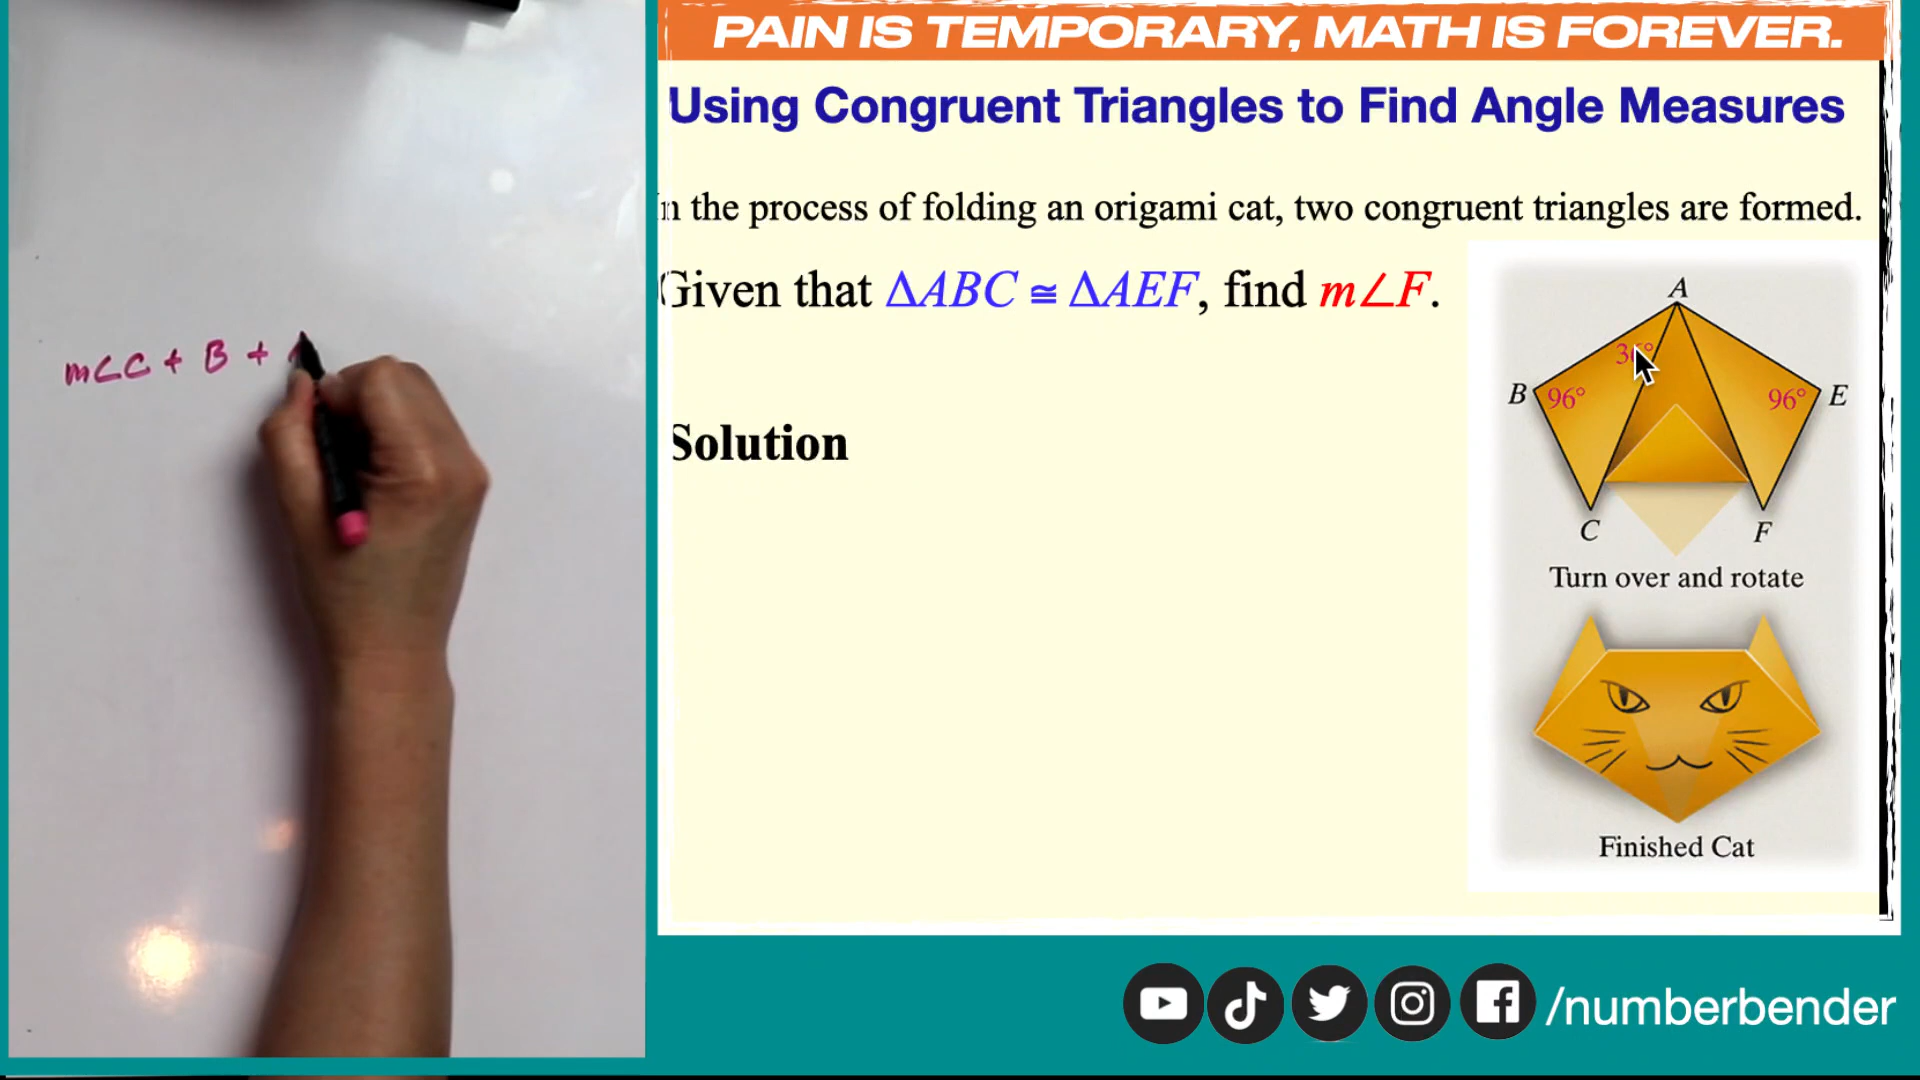 PAIN IS TEMPORARY, MATH IS FOREVER.
Using Congruent Triangles to Find Angle Measures
In the process of folding an origami cat, two congruent triangles are formed.
Given that ΔABC ≅ ΔAEF, find m∠F.
m∠C + B +
Solution
A
B
96°
96°
E
C
F
Turn over and rotate
Finished Cat
/numberbender